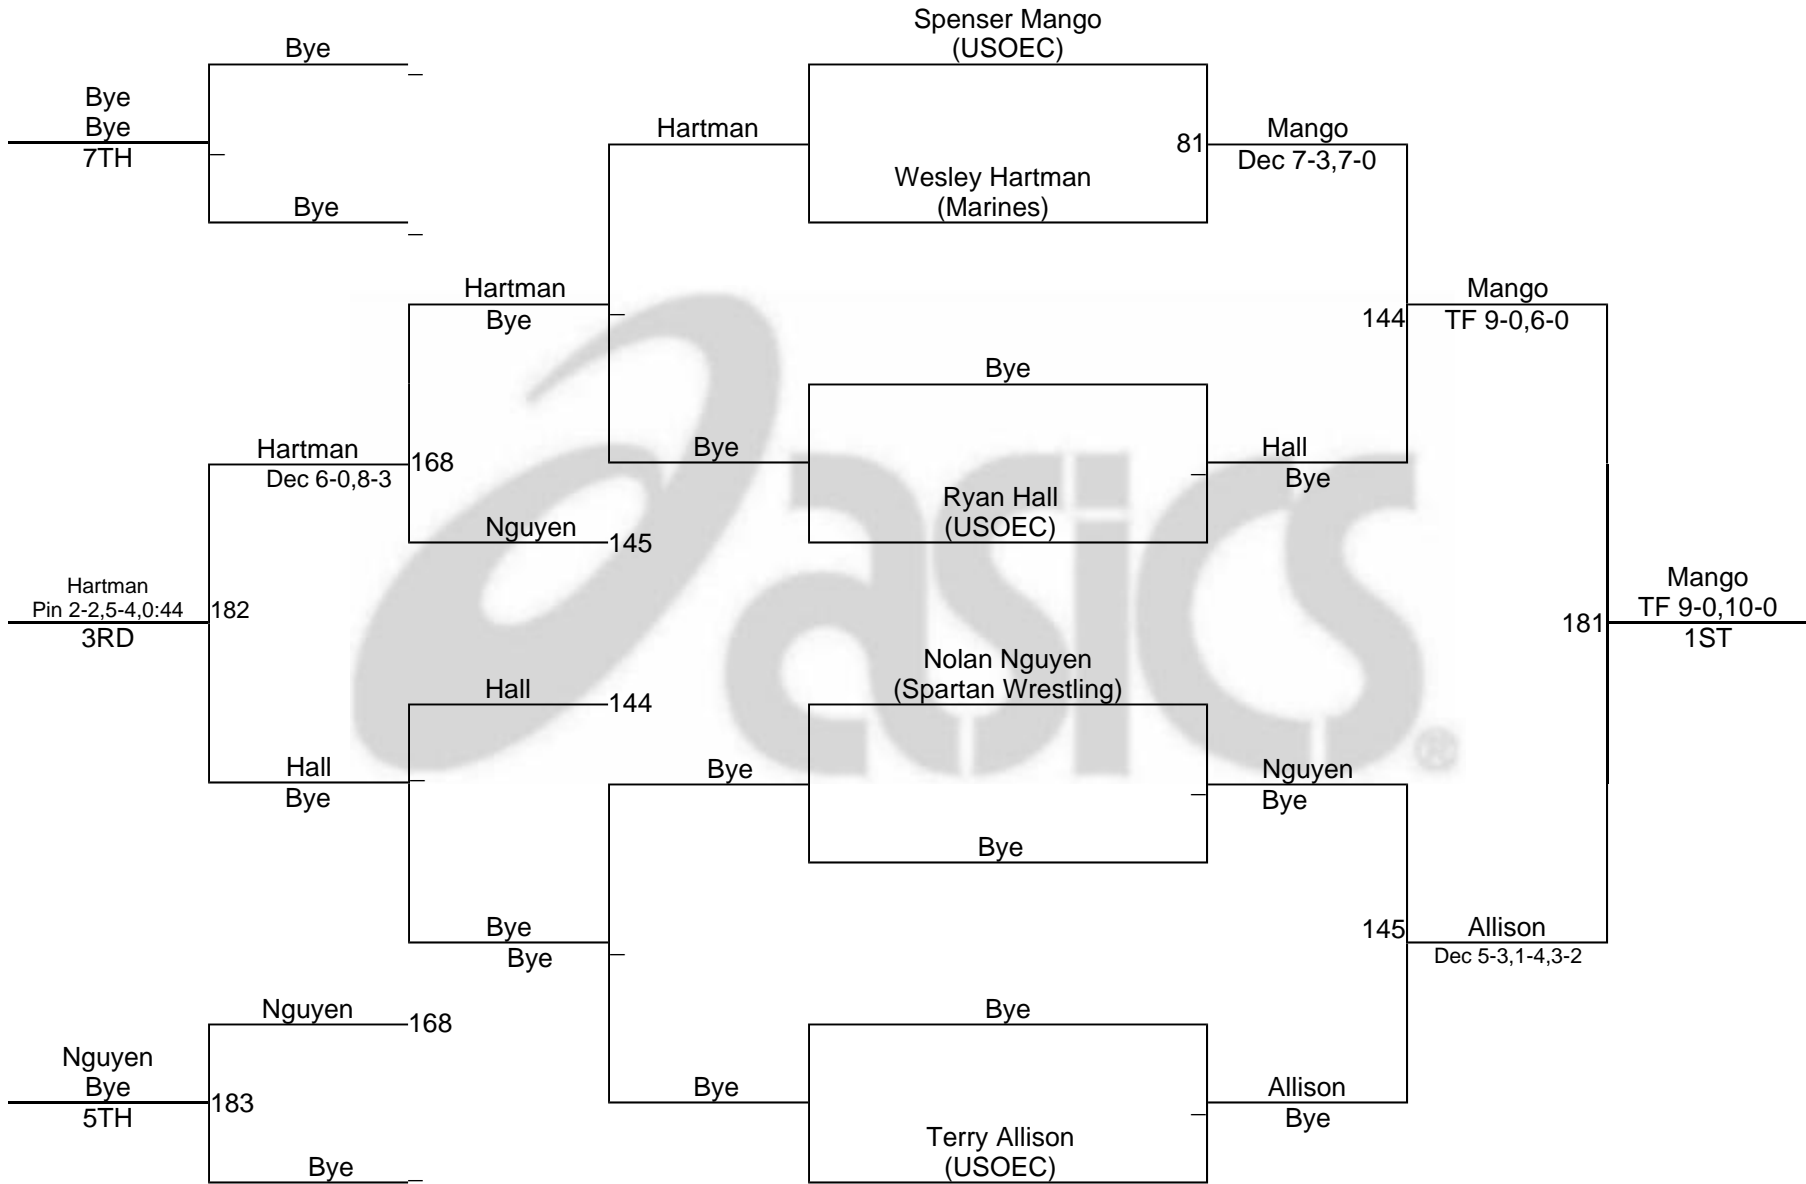 Spenser Mango
(USOEC)
Bye
Bye
Bye
7TH
Hartman
81
Mango
Dec 7-3,7-0
Wesley Hartman
(Marines)
Bye
Hartman
Bye
Mango
TF 9-0,6-0
144
Bye
Hartman
Dec 6-0,8-3
168
Bye
Hall
Bye
Ryan Hall
(USOEC)
Nguyen
145
Hartman
Pin 2-2,5-4,0:44
3RD
182
asics
181
Mango
TF 9-0,10-0
1ST
Nolan Nguyen
(Spartan Wrestling)
Hall
144
Hall
Bye
Bye
Nguyen
Bye
®
Bye
Bye
Bye
145
Allison
Dec 5-3,1-4,3-2
Nguyen
168
Bye
Nguyen
Bye
5TH
183
Bye
Allison
Bye
Terry Allison
(USOEC)
Bye